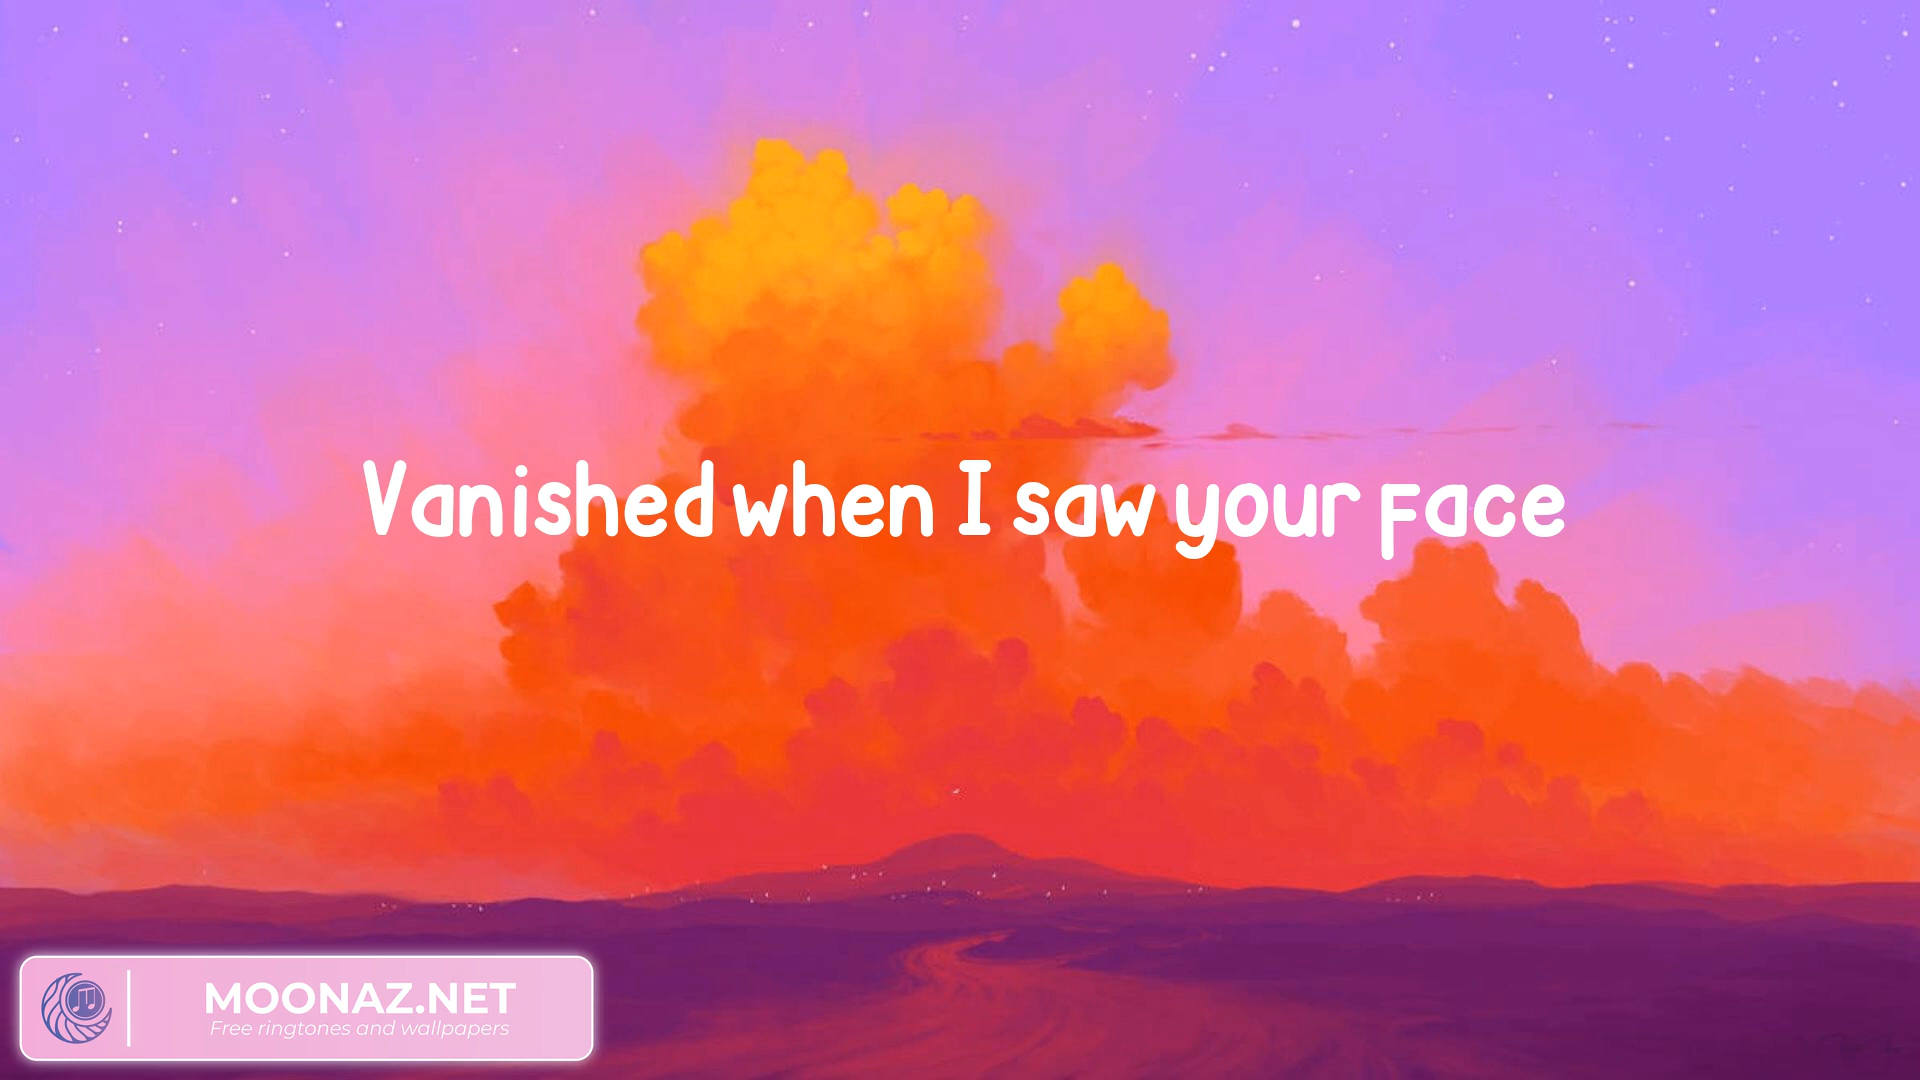 Vanished when I saw your face
MOONAZ.NET
Free ringtones and wallpapers